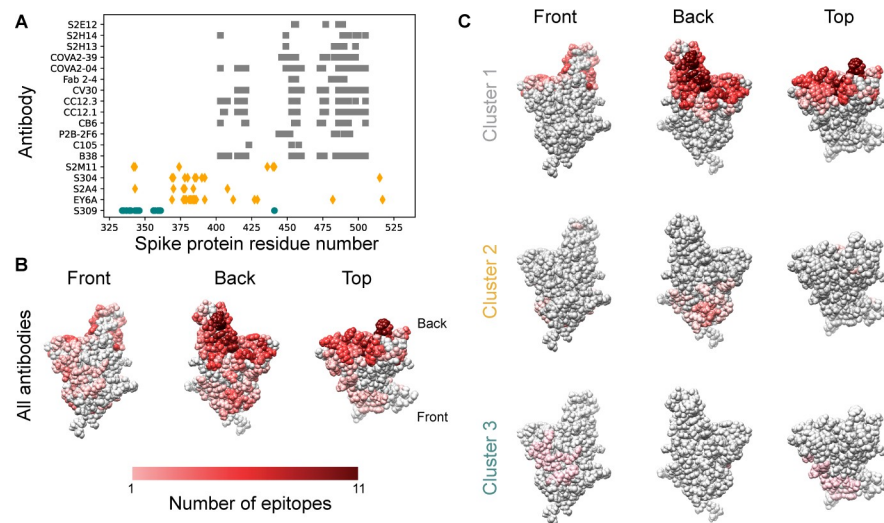 A
Antibody
S2E12
S2H14
S2H13
COVA2-39
COVA2-04
Fab 2-4
CV30
CC12.3
CC12.1
CB6
P2B-2F6
C105
B38
S2M11
S304
S2A4
EY6A
S309
325 350 375 400 425 450 475 500 525
Spike protein residue number
B
Front Back Top
All antibodies
Back
Front
1 11
Number of epitopes
C
Front Back Top
Cluster 1
Cluster 2
Cluster 3